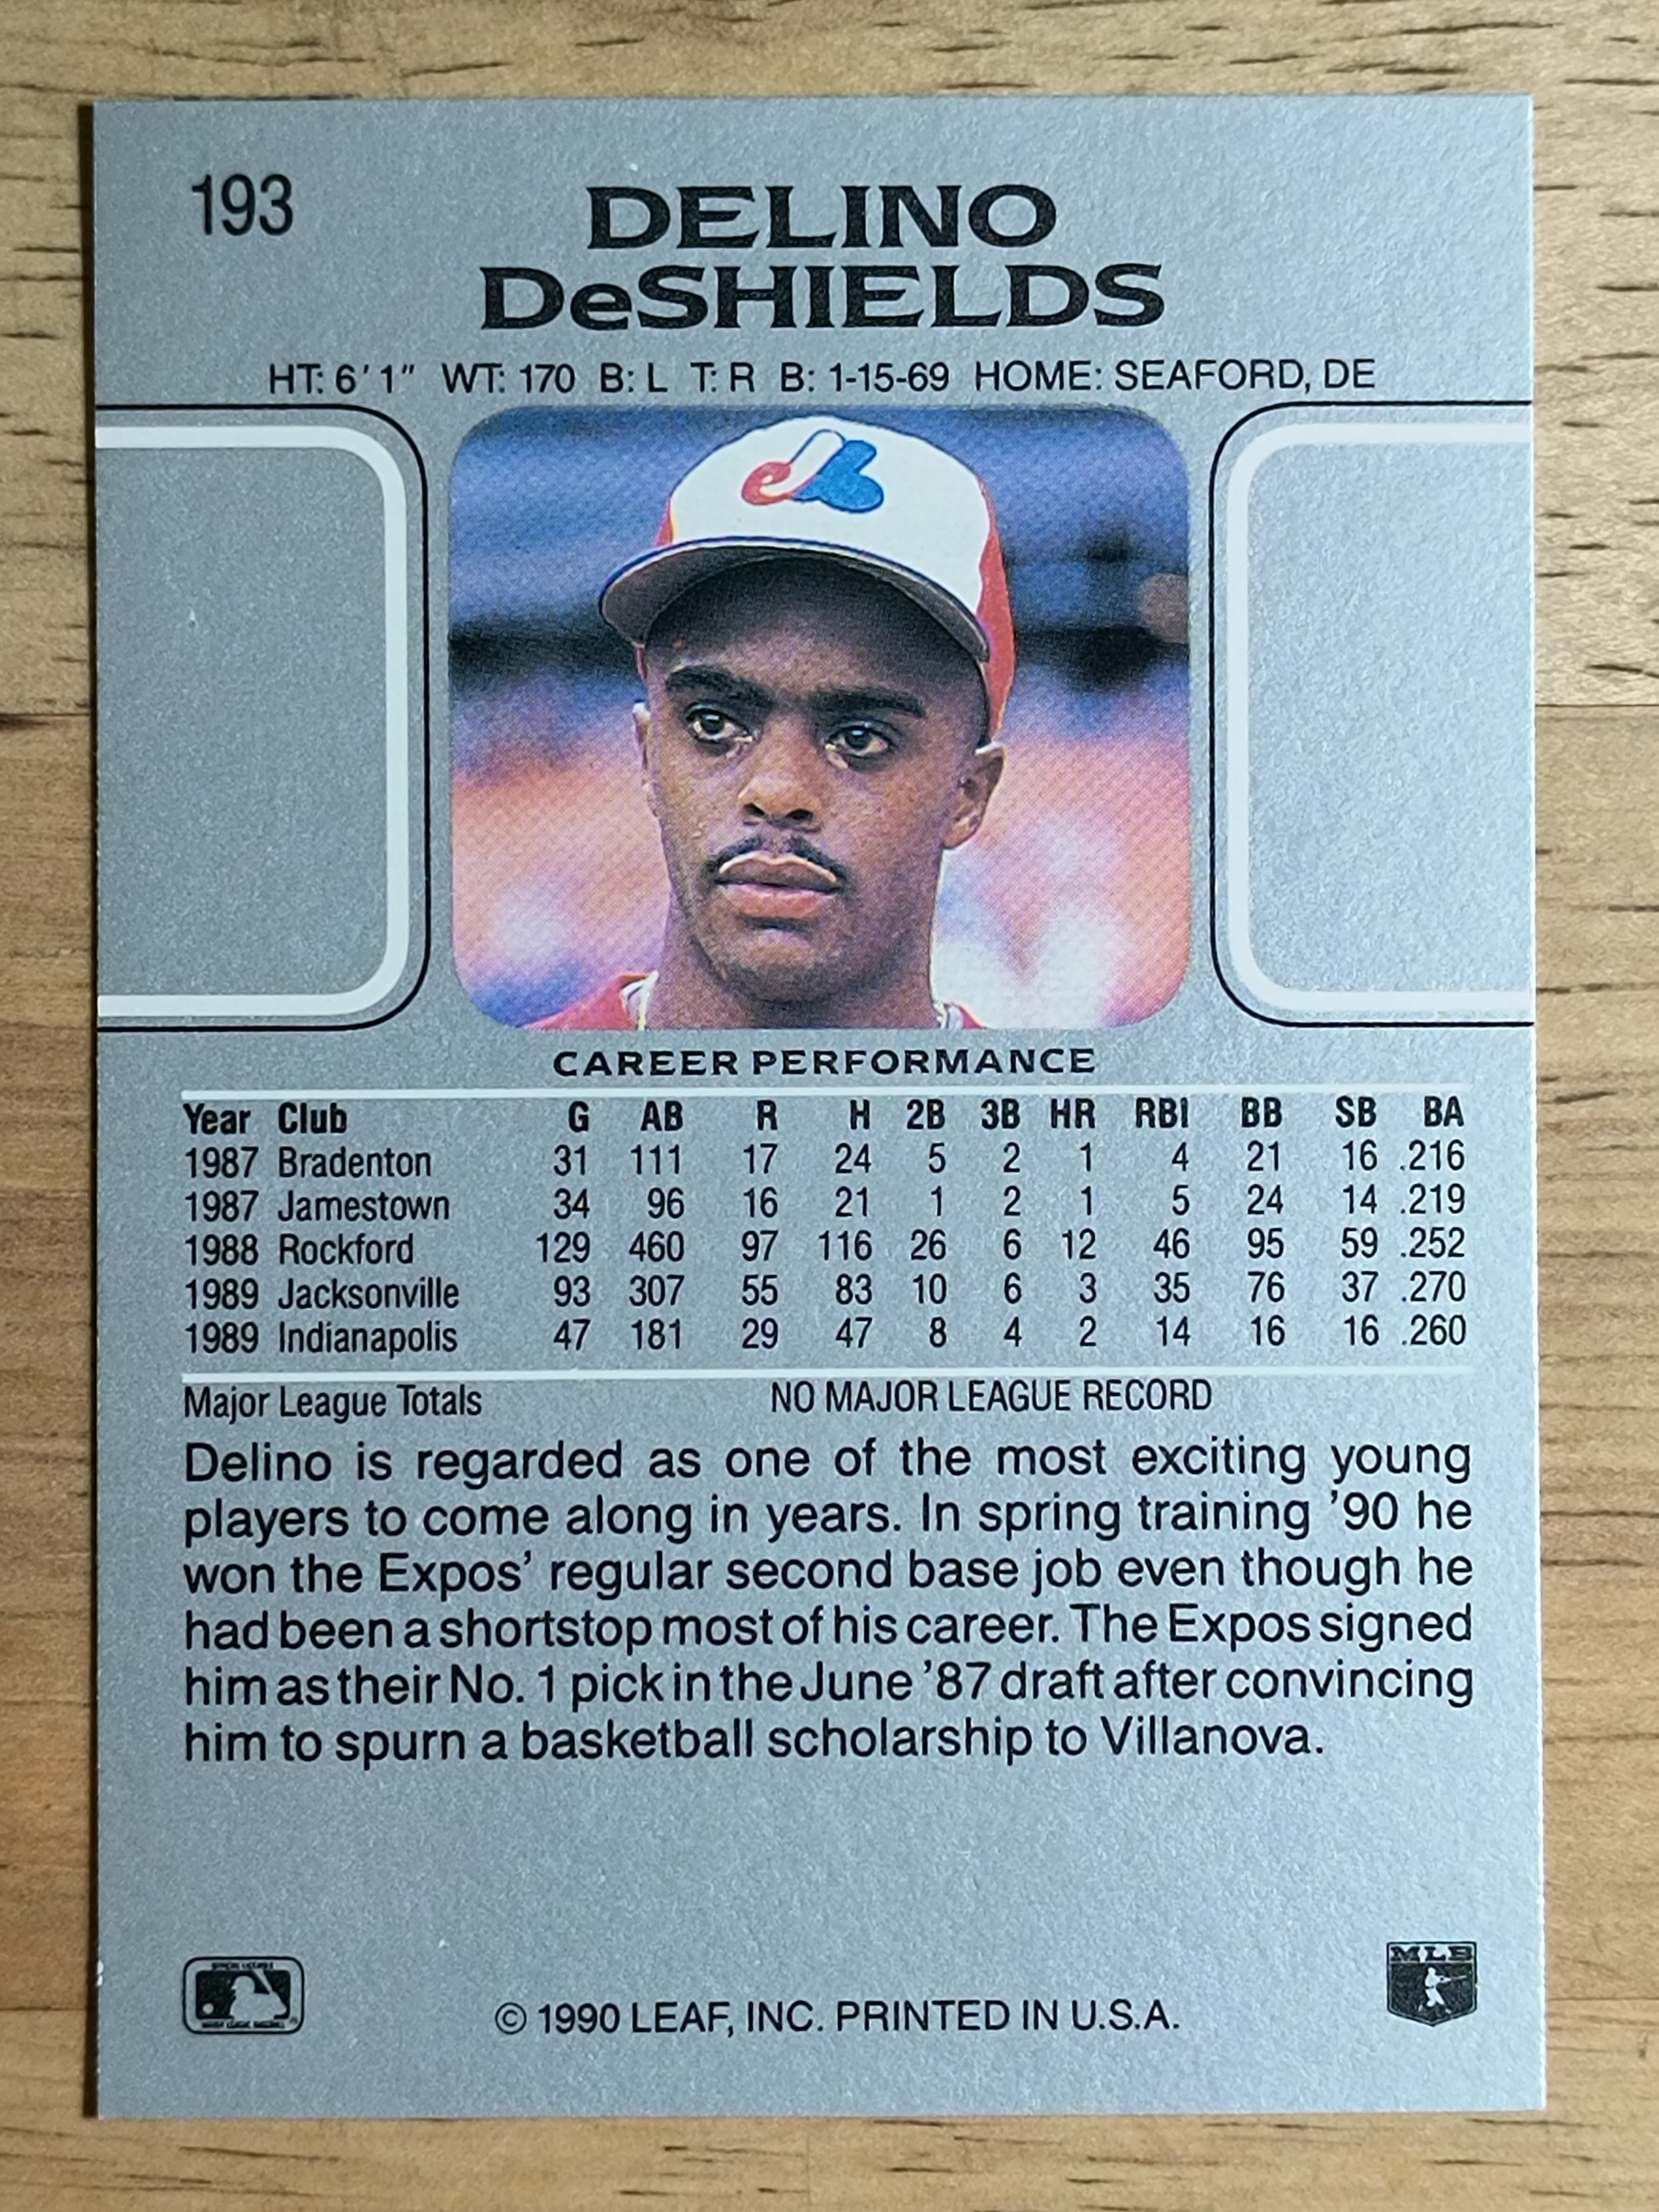 193
DELINO
DeSHIELDS
HT: 6'1" WT: 170 B: L T: R B: 1-15-69 HOME: SEAFORD, DE
CAREER PERFORMANCE
Year Club G AB R H 2B 3B HR RBI BB SB BA
1987 Bradenton 31 111 17 24 5 2 1 4 21 16 .216
1987 Jamestown 34 96 16 21 1 2 1 5 24 14 .219
1988 Rockford 129 460 97 116 26 6 12 46 95 59 .252
1989 Jacksonville 93 307 55 83 10 6 3 35 76 37 .270
1989 Indianapolis 47 181 29 47 8 4 2 14 16 16 .260
Major League Totals NO MAJOR LEAGUE RECORD
Delino is regarded as one of the most exciting young
players to come along in years. In spring training '90 he
won the Expos' regular second base job even though he
had been a shortstop most of his career. The Expos signed
him as their No. 1 pick in the June '87 draft after convincing
him to spurn a basketball scholarship to Villanova.
MLB
© 1990 LEAF, INC. PRINTED IN U.S.A.